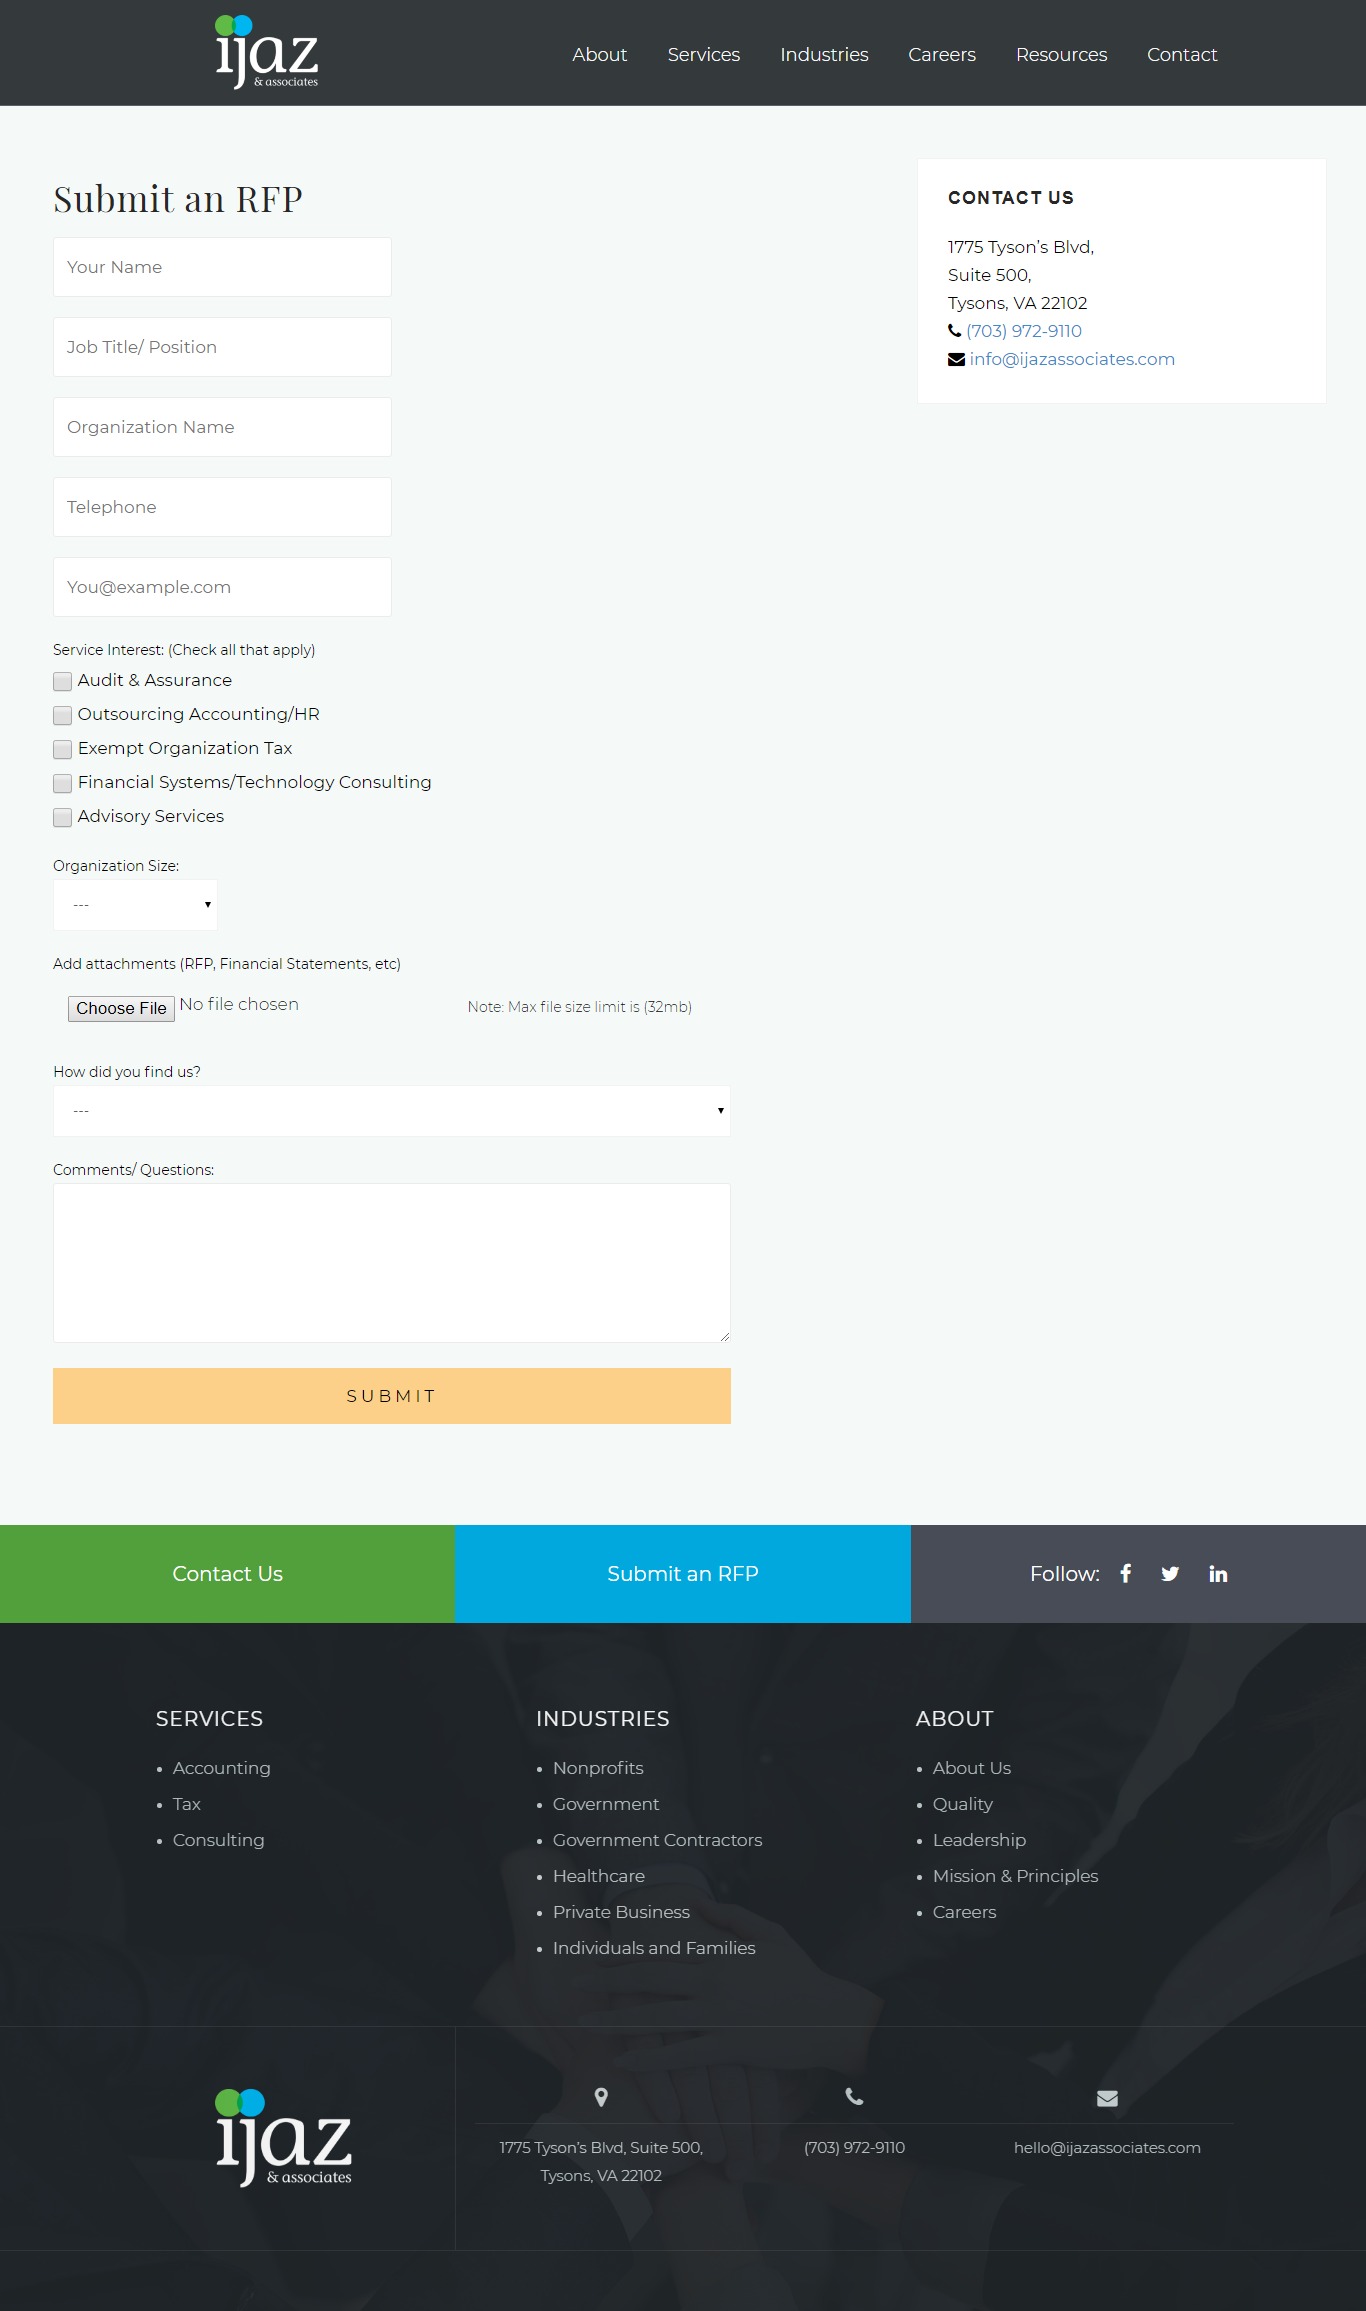 ijaz
& associates
About Services Industries Careers Resources Contact
Submit an RFP
Your Name
Job Title/ Position
Organization Name
Telephone
You@example.com
Service Interest: (Check all that apply)
Audit & Assurance
Outsourcing Accounting/HR
Exempt Organization Tax
Financial Systems/Technology Consulting
Advisory Services
Organization Size:
---
Add attachments (RFP, Financial Statements, etc)
Choose File No file chosen Note: Max file size limit is (32mb)
How did you find us?
---
Comments/ Questions:
SUBMIT
CONTACT US
1775 Tyson’s Blvd,
Suite 500,
Tysons, VA 22102
(703) 972-9110
info@ijazassociates.com
Contact Us Submit an RFP Follow:
SERVICES
Accounting
Tax
Consulting
INDUSTRIES
Nonprofits
Government
Government Contractors
Healthcare
Private Business
Individuals and Families
ABOUT
About Us
Quality
Leadership
Mission & Principles
Careers
ijaz
& associates
1775 Tyson’s Blvd, Suite 500,
Tysons, VA 22102
(703) 972-9110
hello@ijazassociates.com